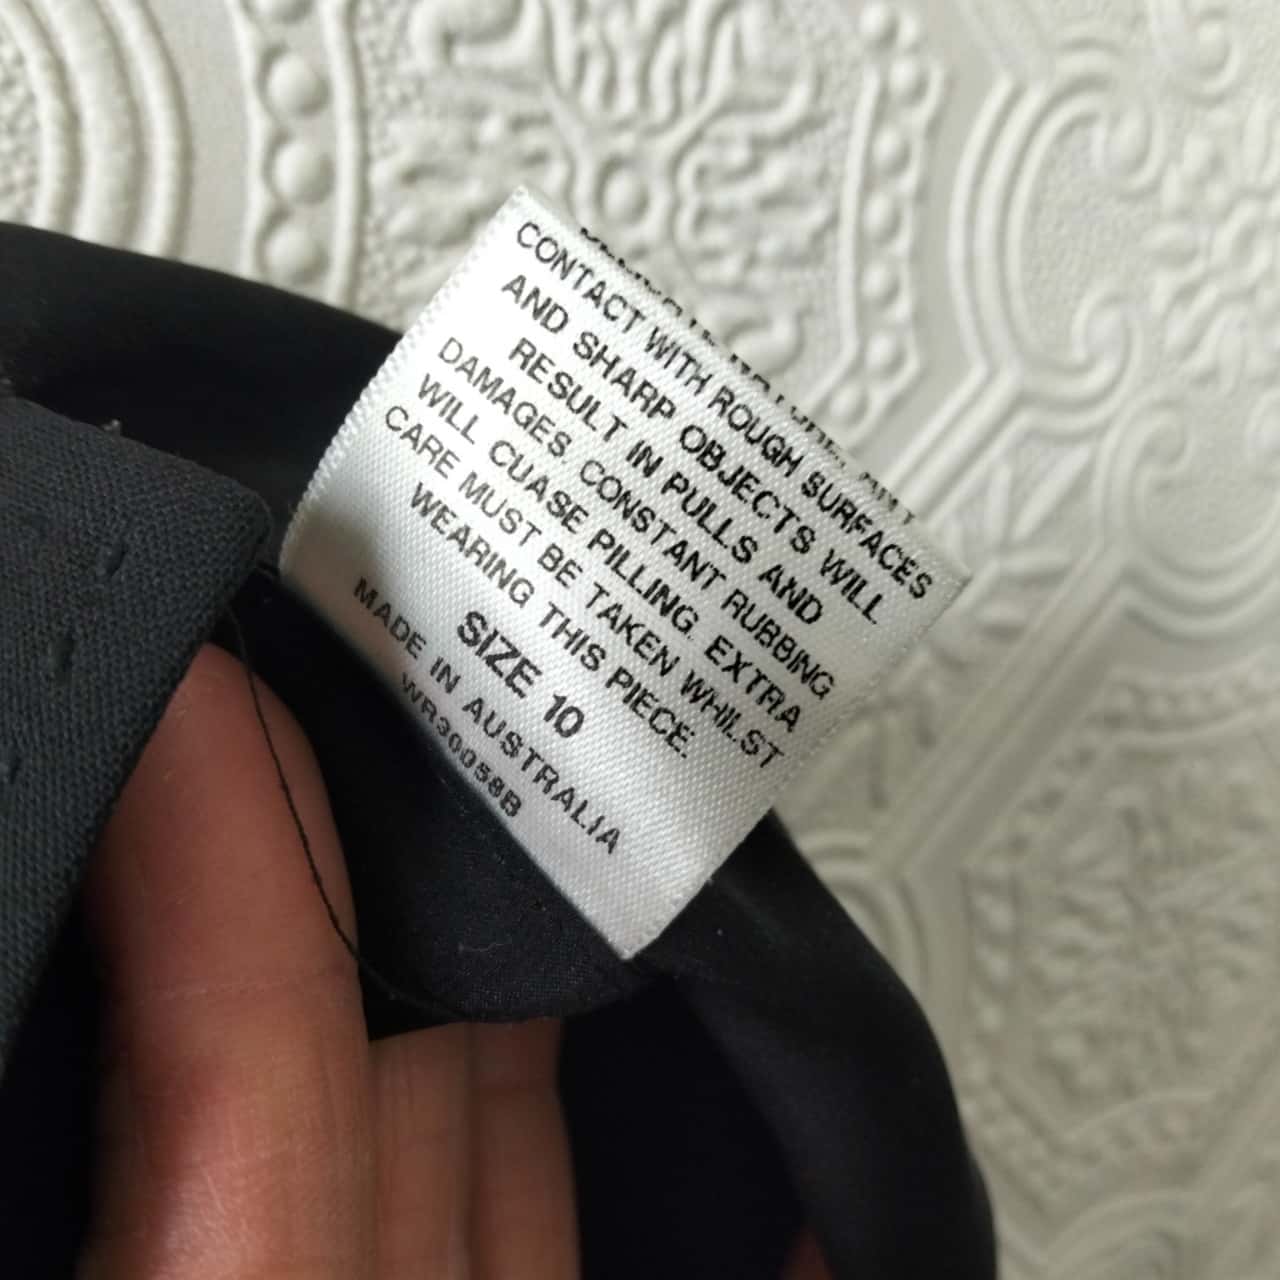 CONTACT WITH ROUGH SURFACES
AND SHARP OBJECTS WILL
RESULT IN PULLS AND
DAMAGES. CONSTANT RUBBING
WILL CUASE PILLING. EXTRA
CARE MUST BE TAKEN WHILST
WEARING THIS PIECE.
SIZE 10
MADE IN AUSTRALIA
WR30058B